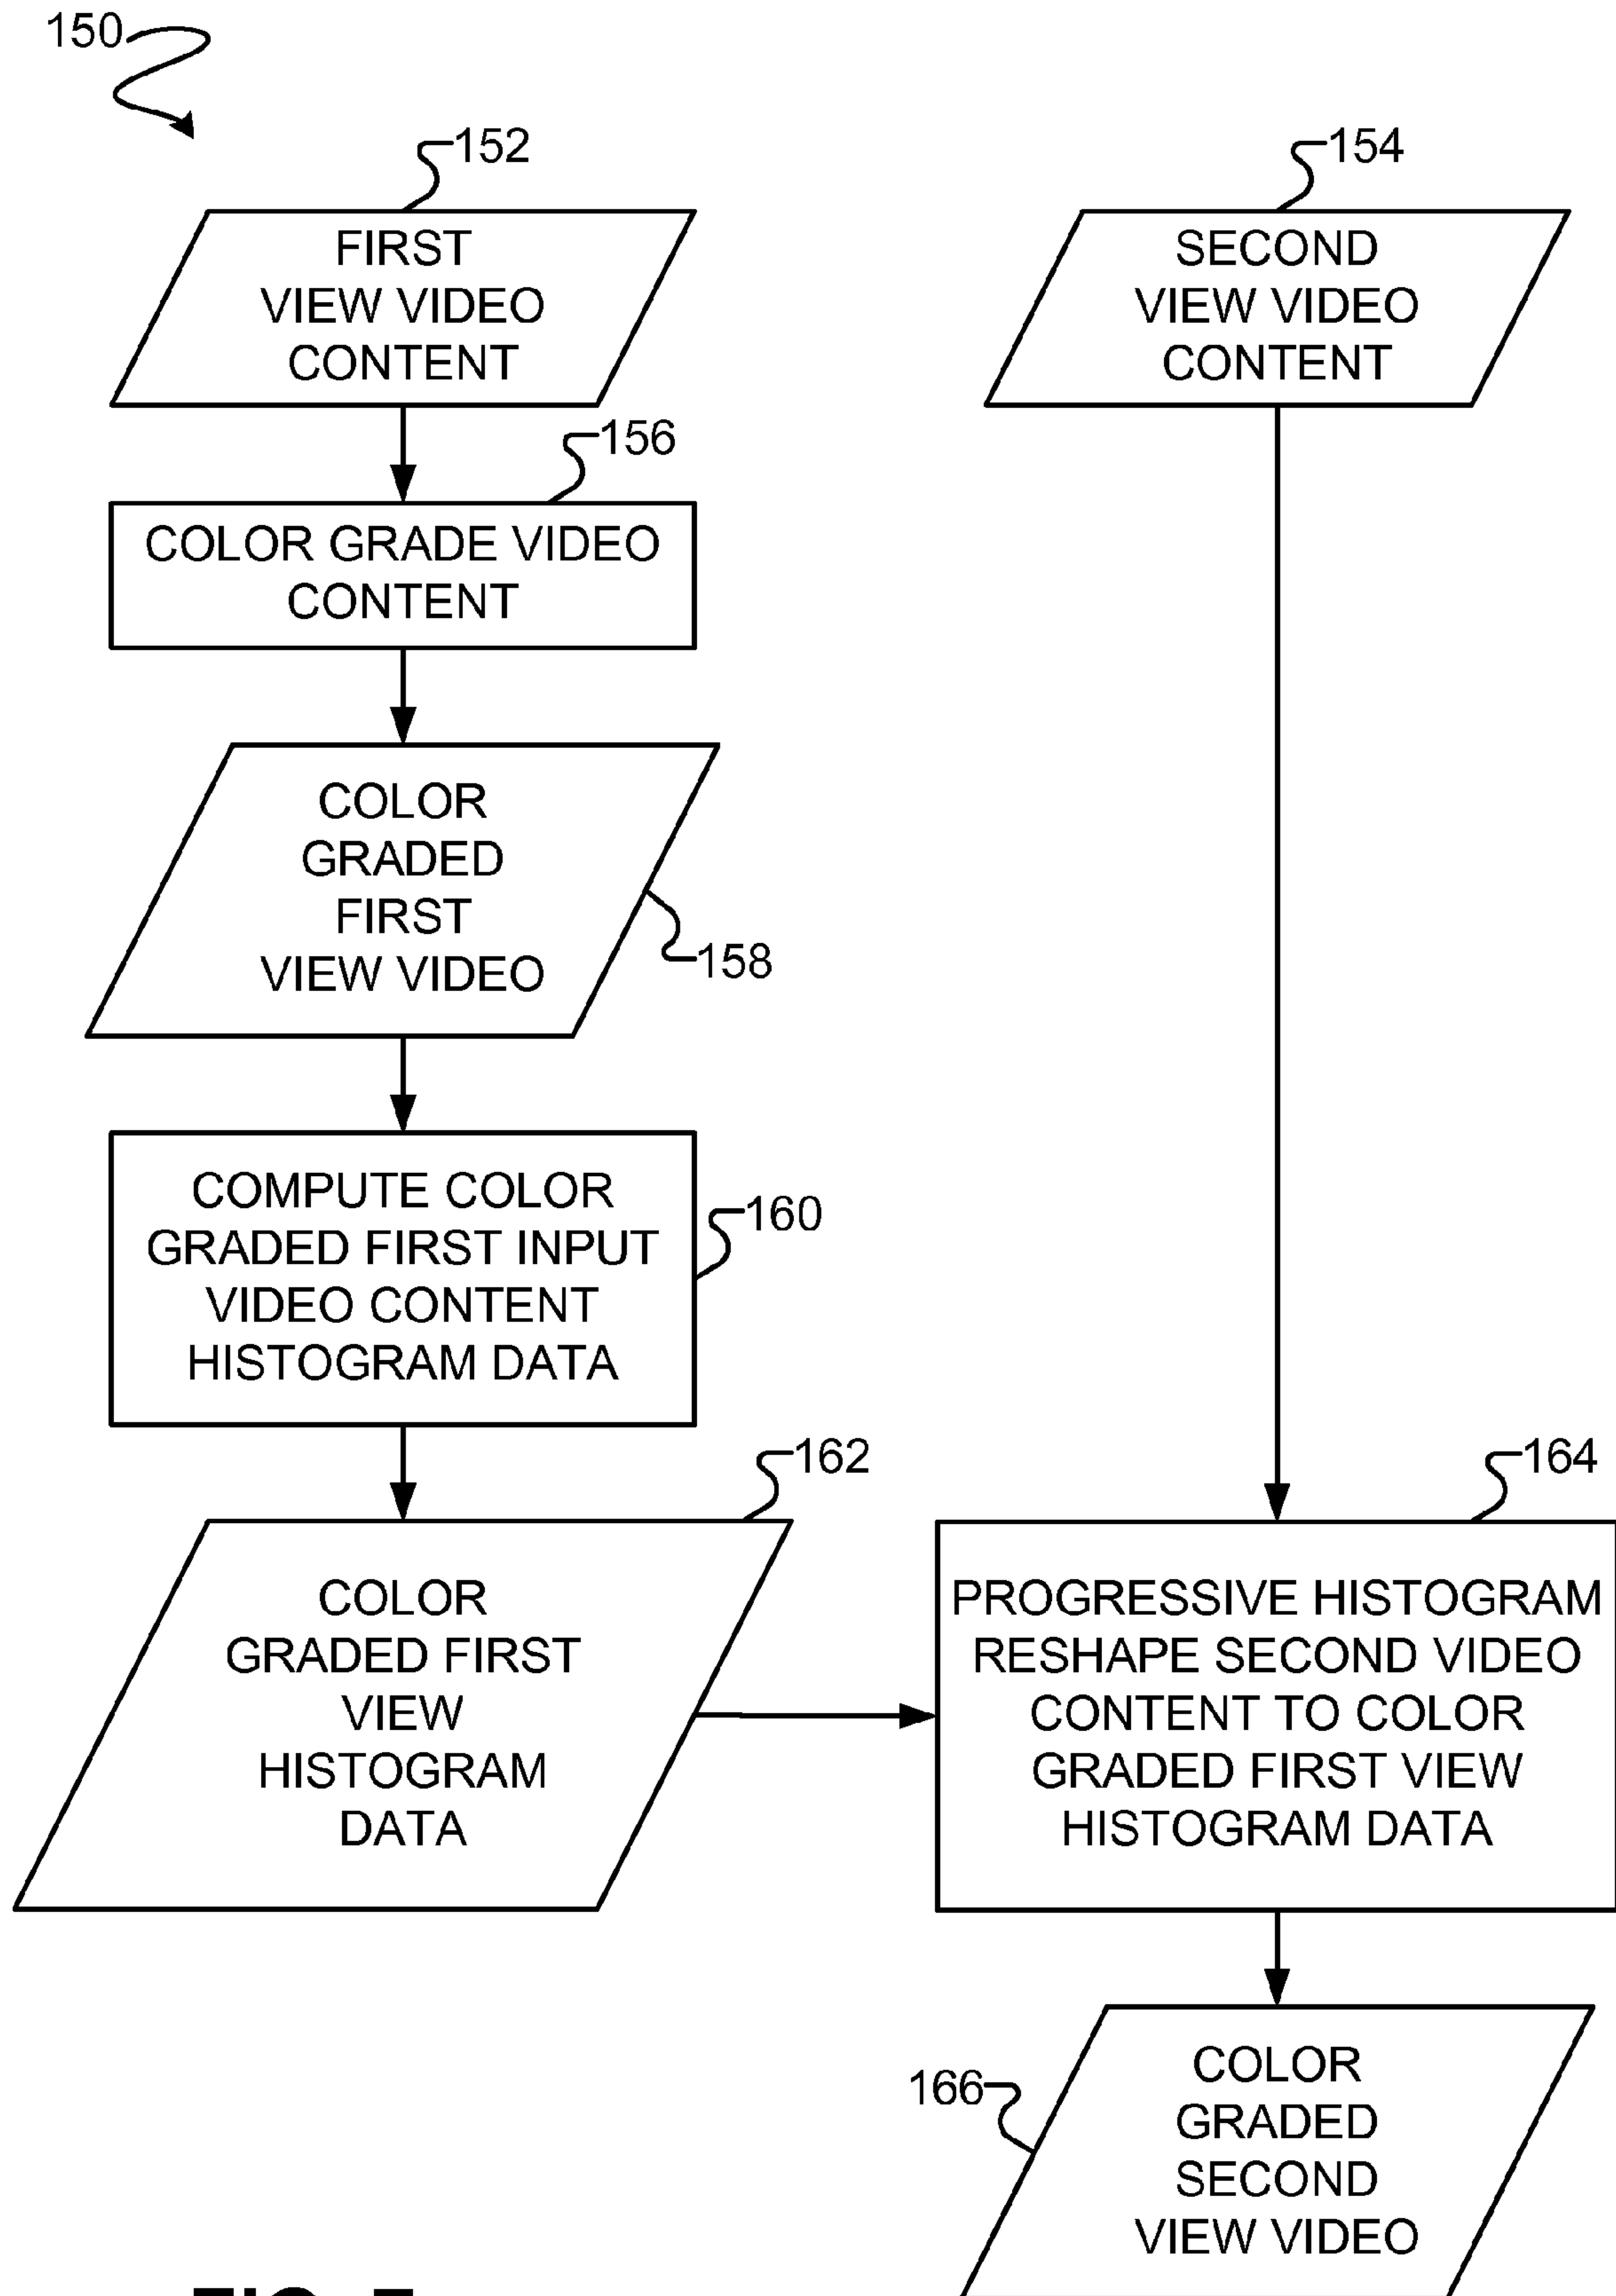 150
152
FIRST
VIEW VIDEO
CONTENT
154
SECOND
VIEW VIDEO
CONTENT
156
COLOR GRADE VIDEO
CONTENT
COLOR
GRADED
FIRST
VIEW VIDEO
158
COMPUTE COLOR
GRADED FIRST INPUT
VIDEO CONTENT
HISTOGRAM DATA
160
162
COLOR
GRADED FIRST
VIEW
HISTOGRAM
DATA
164
PROGRESSIVE HISTOGRAM
RESHAPE SECOND VIDEO
CONTENT TO COLOR
GRADED FIRST VIEW
HISTOGRAM DATA
166
COLOR
GRADED
SECOND
VIEW VIDEO